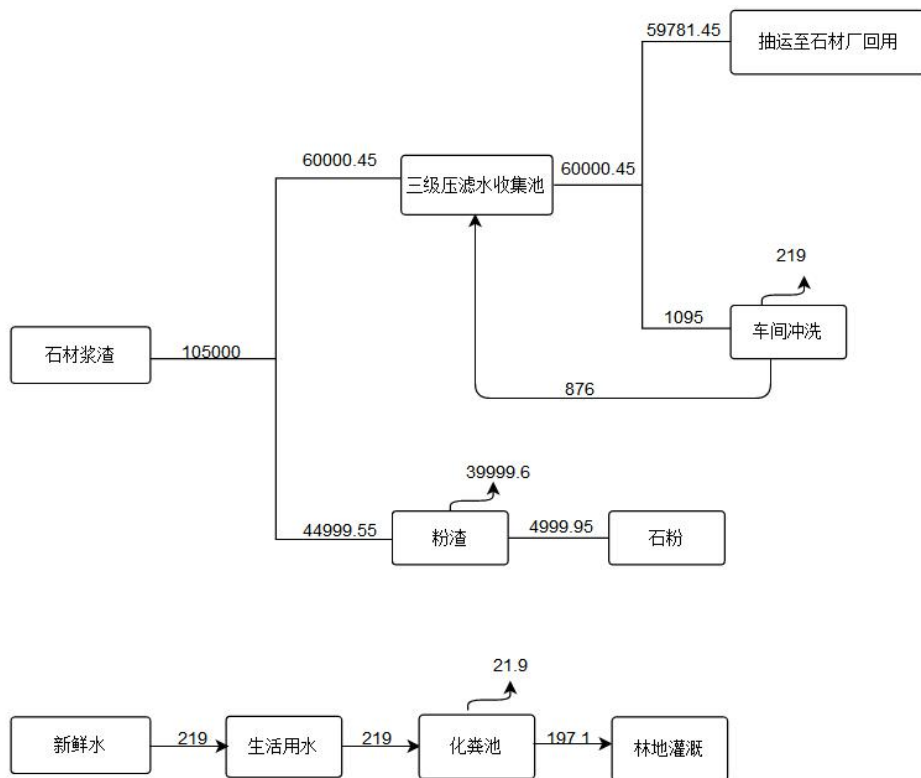 59781.45
抽运至石材厂回用
60000.45
三级压滤水收集池
60000.45
219
1095
车间冲洗
石材浆渣
105000
876
39999.6
44999.55
粉渣
4999.95
石粉
21.9
新鲜水
219
生活用水
219
化粪池
197.1
林地灌溉